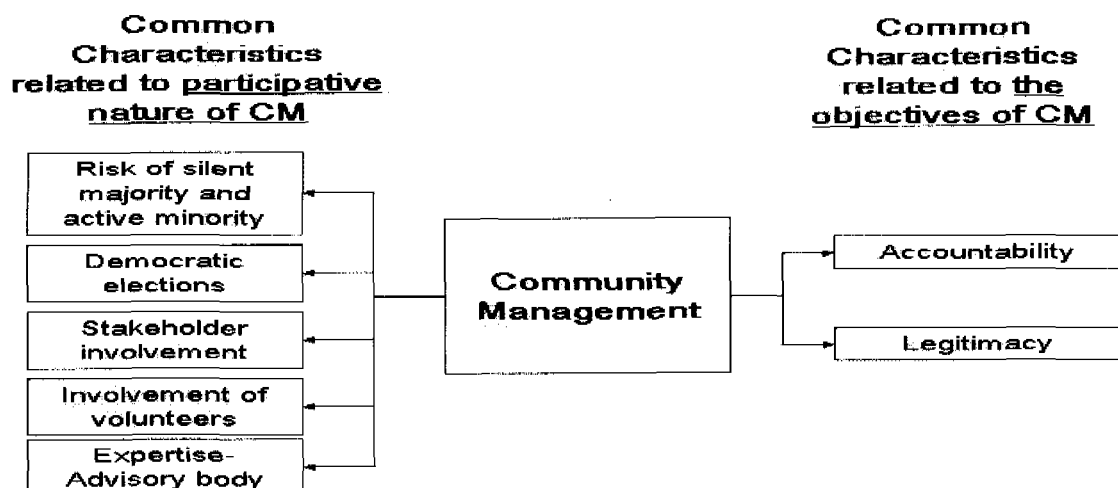 Common
Characteristics
related to participative
nature of CM
Risk of silent
majority and
active minority
Democratic
elections
Stakeholder
involvement
Involvement of
volunteers
Expertise-
Advisory body
Community
Management
Common
Characteristics
related to the
objectives of CM
Accountability
Legitimacy